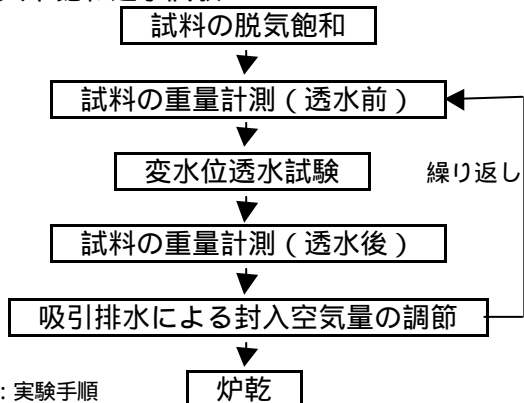 試料の脱気飽和
試料の重量計測（透水前）
変水位透水試験
繰り返し
試料の重量計測（透水後）
吸引排水による封入空気量の調節
：実験手順
炉乾